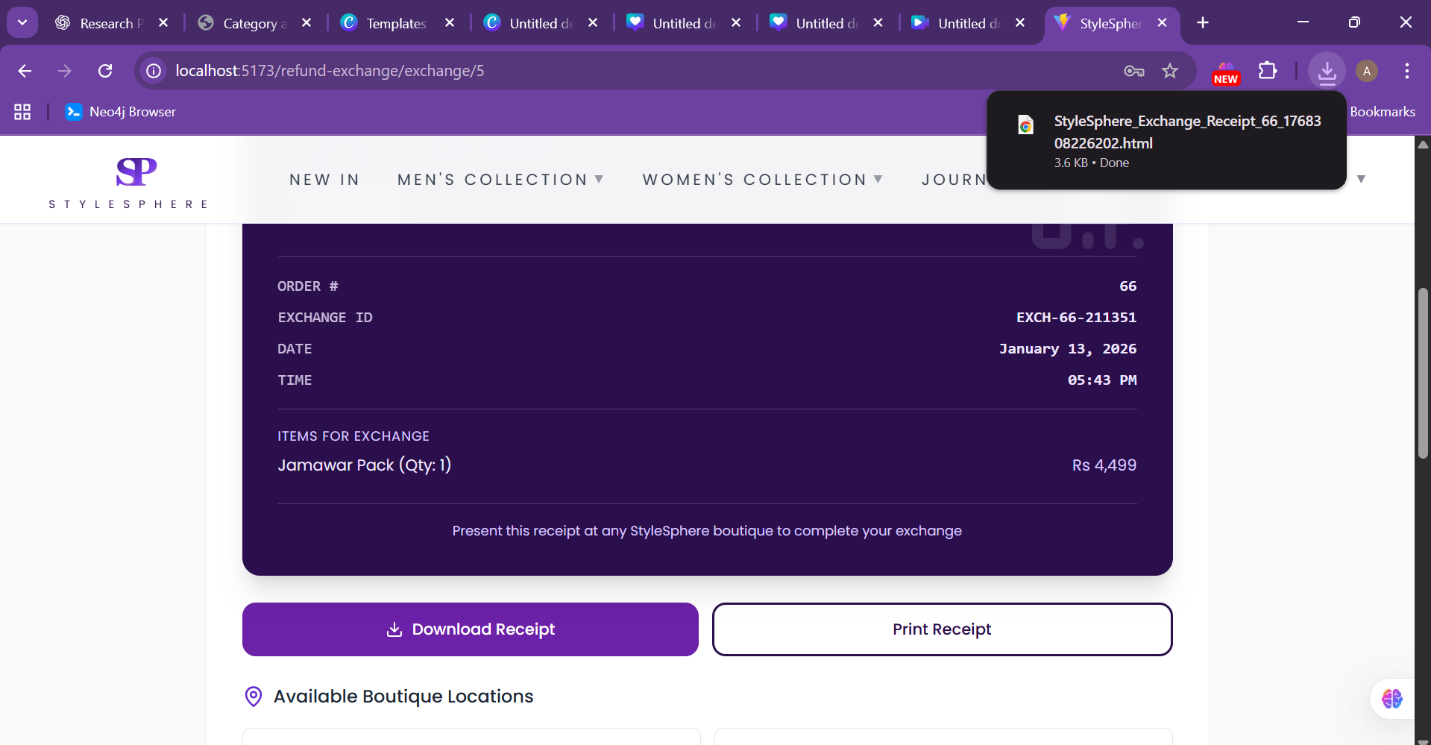 Research P
Category a
Templates
Untitled de
Untitled de
Untitled de
Untitled de
StyleSpher
localhost:5173/refund-exchange/exchange/5
NEW
A
Neo4j Browser
Bookmarks
StyleSphere_Exchange_Receipt_66_17683
08226202.html
3.6 KB • Done
SP
STYLESPHERE
NEW IN
MEN'S COLLECTION
WOMEN'S COLLECTION
JOURN
ORDER # 66
EXCHANGE ID EXCH-66-211351
DATE January 13, 2026
TIME 05:43 PM
ITEMS FOR EXCHANGE
Jamawar Pack (Qty: 1) Rs 4,499
Present this receipt at any StyleSphere boutique to complete your exchange
Download Receipt
Print Receipt
Available Boutique Locations